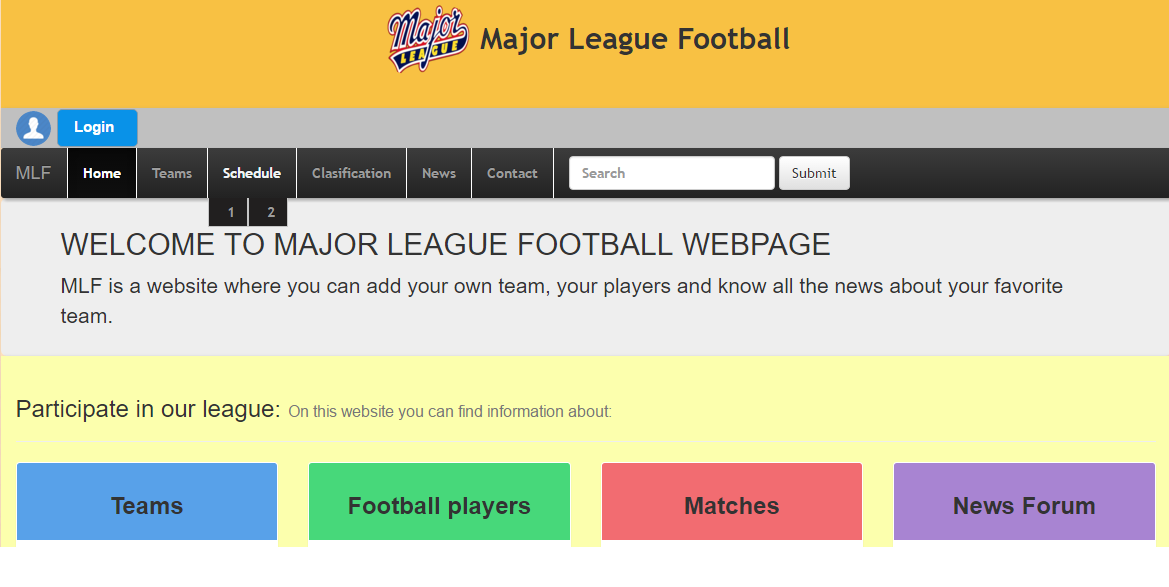 Major
LEAGUE
Major League Football
Login
MLF Home Teams Schedule Clasification News Contact Search Submit
1 2
WELCOME TO MAJOR LEAGUE FOOTBALL WEBPAGE
MLF is a website where you can add your own team, your players and know all the news about your favorite
team.
Participate in our league: On this website you can find information about:
Teams Football players Matches News Forum